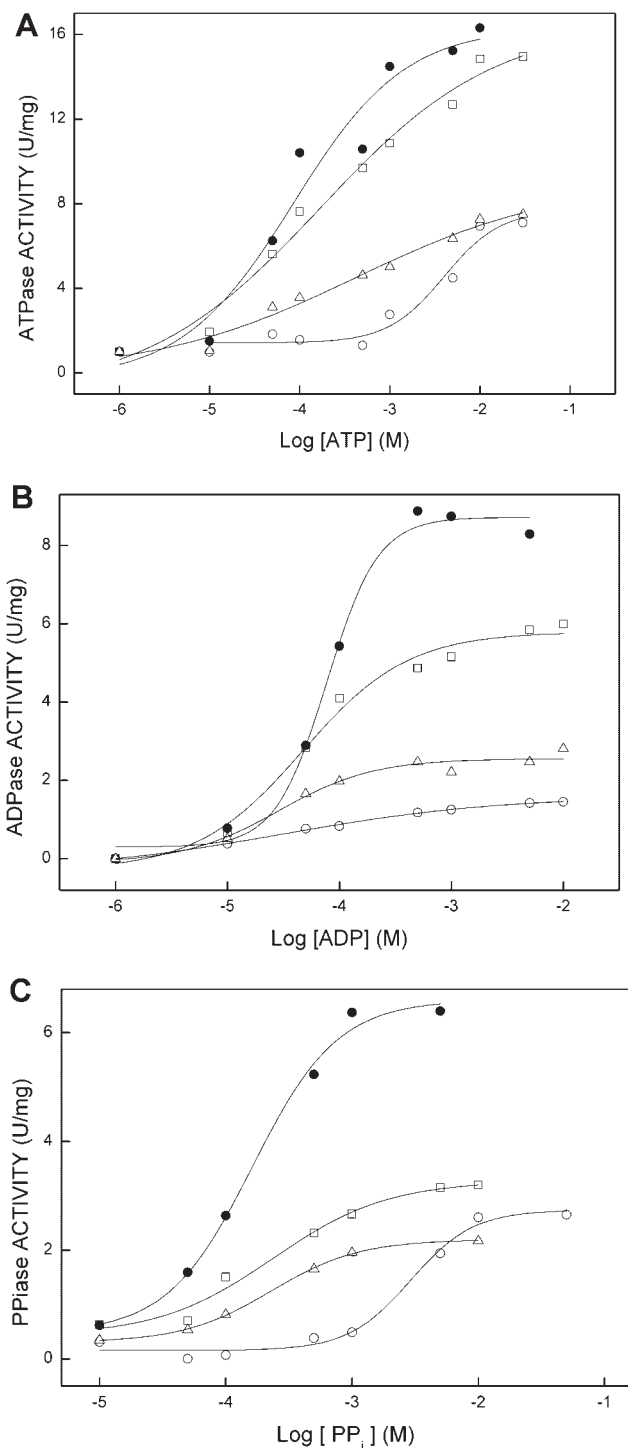 A
ATPase ACTIVITY (U/mg)
16
12
8
4
0
-6 -5 -4 -3 -2 -1
Log [ATP] (M)
B
ADPase ACTIVITY (U/mg)
8
6
4
2
0
-6 -5 -4 -3 -2
Log [ADP] (M)
C
PPiase ACTIVITY (U/mg)
6
4
2
0
-5 -4 -3 -2 -1
Log [ PPi ] (M)